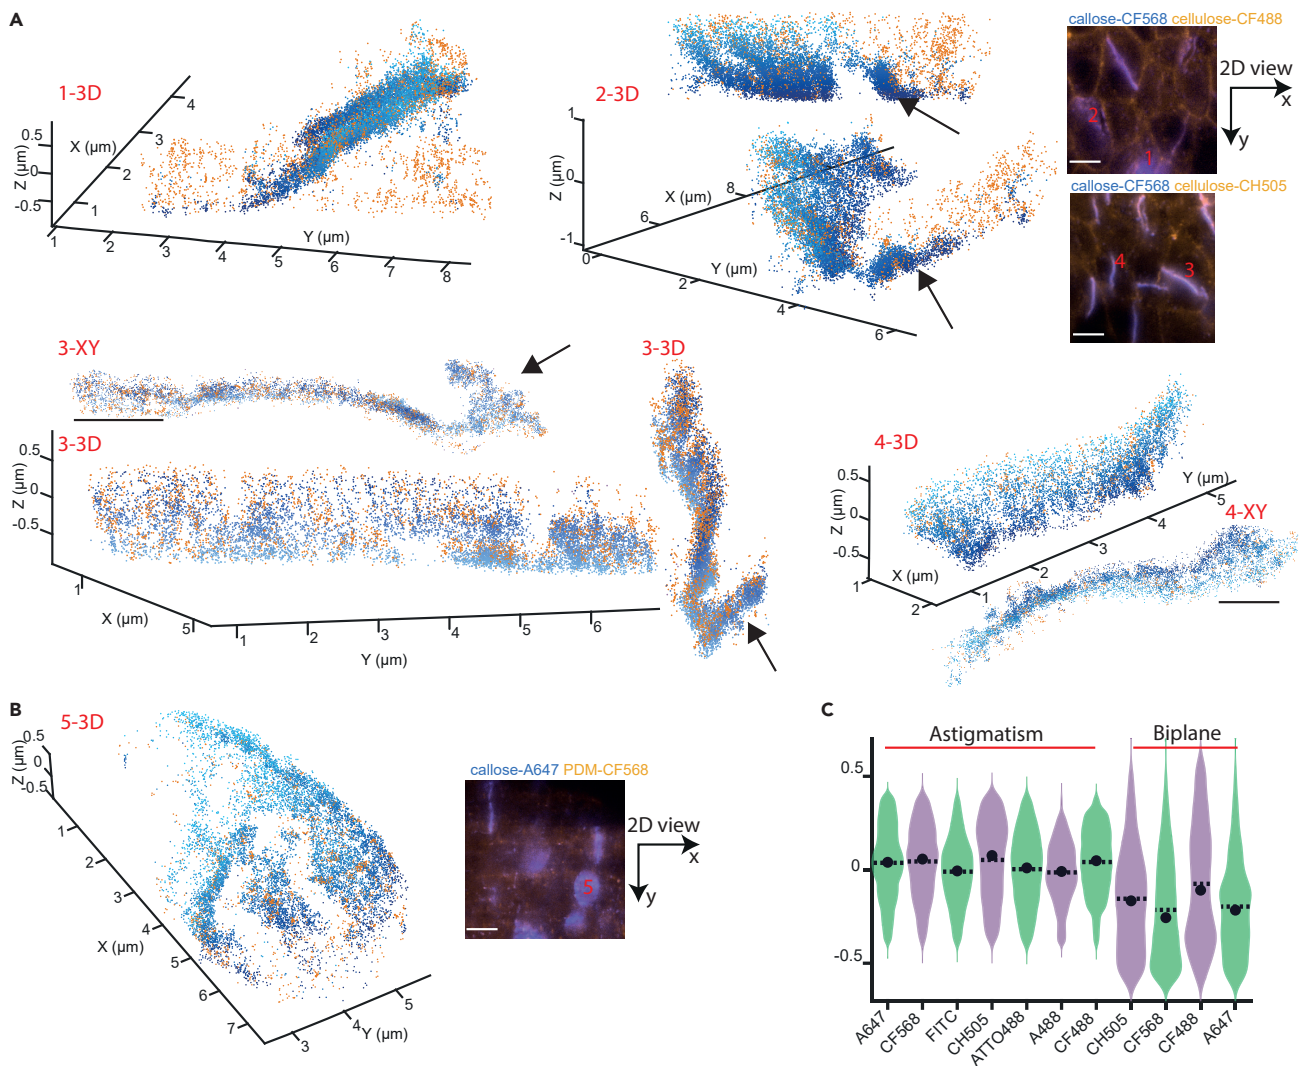 A
1-3D
0.5
0
-0.5
Z (µm)
X (µm)
4
3
2
1
1
2
3
4
5
6
7
8
Y (µm)
2-3D
1
0
-1
Z (µm)
X (µm)
8
6
0
2
4
6
Y (µm)
callose-CF568 cellulose-CF488
2
1
2D view
x
y
callose-CF568 cellulose-CH505
4
3
3-XY
3-3D
0.5
0
-0.5
Z (µm)
1
X (µm)
5
1
2
3
4
5
6
Y (µm)
3-3D
4-3D
0.5
0
-0.5
Z (µm)
1
X (µm)
2
1
2
3
4
5
Y (µm)
4-XY
B
5-3D
0.5
0
-0.5
Z (µm)
1
2
3
4
5
6
7
X (µm)
3
4
5
Y (µm)
callose-A647 PDM-CF568
5
2D view
x
y
C
Astigmatism
Biplane
0.5
0
-0.5
A647
CF568
FITC
CH505
ATTO488
A488
CF488
CH505
CF568
CF488
A647